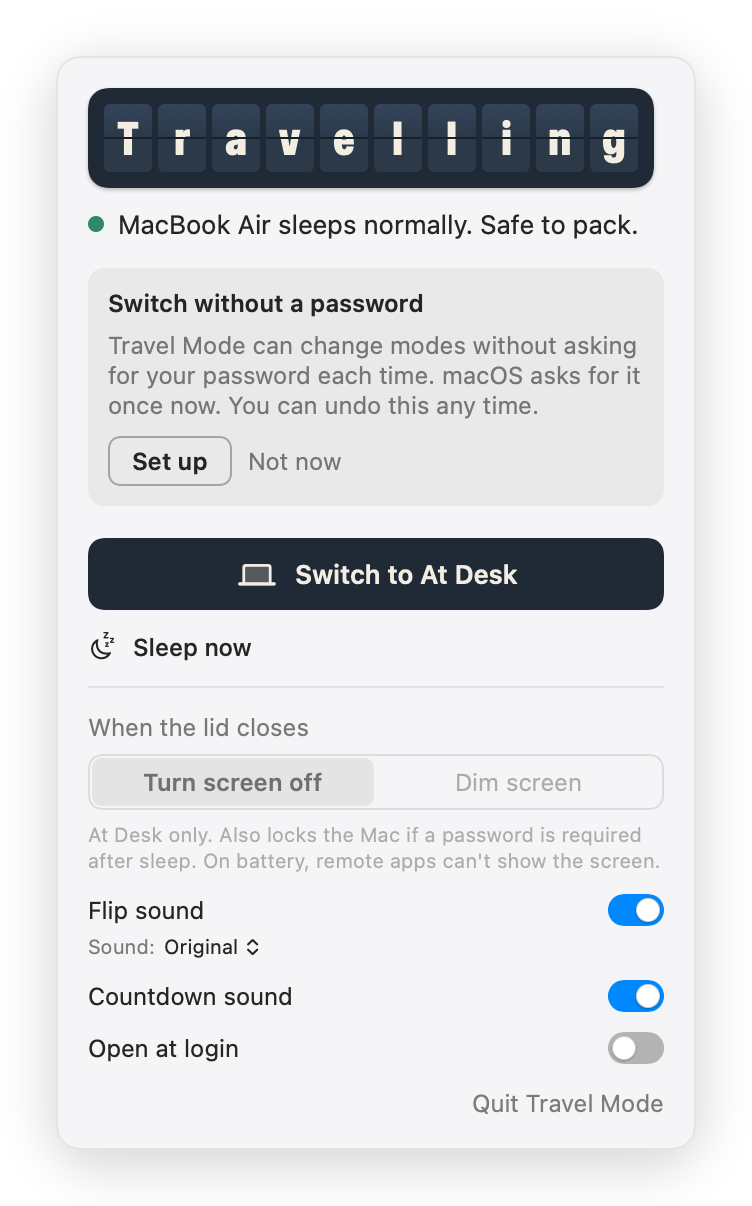 Travelling
MacBook Air sleeps normally. Safe to pack.
Switch without a password
Travel Mode can change modes without asking
for your password each time. macOS asks for it
once now. You can undo this any time.
Set up
Not now
Switch to At Desk
Sleep now
When the lid closes
Turn screen off
Dim screen
At Desk only. Also locks the Mac if a password is required
after sleep. On battery, remote apps can't show the screen.
Flip sound
Sound: Original
Countdown sound
Open at login
Quit Travel Mode